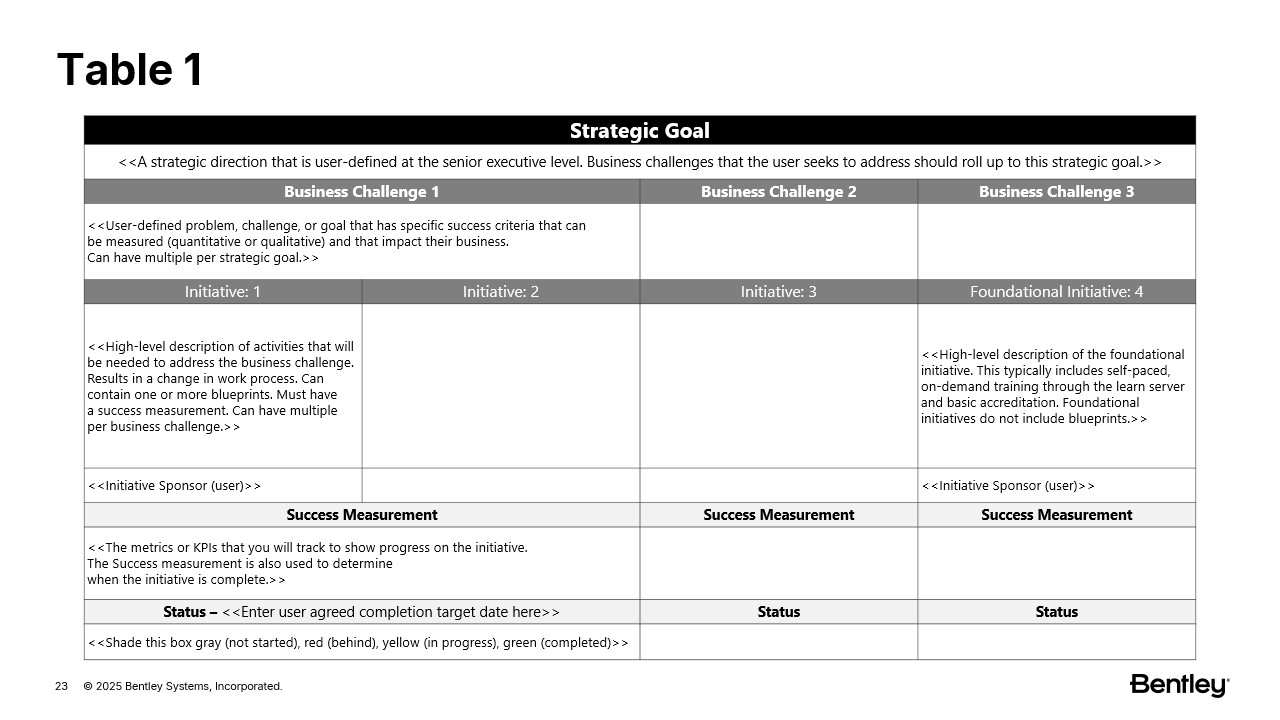 Table 1
Strategic Goal
<<A strategic direction that is user-defined at the senior executive level. Business challenges that the user seeks to address should roll up to this strategic goal.>>
Business Challenge 1
Business Challenge 2
Business Challenge 3
<<User-defined problem, challenge, or goal that has specific success criteria that can
be measured (quantitative or qualitative) and that impact their business.
Can have multiple per strategic goal.>>
Initiative: 1
Initiative: 2
Initiative: 3
Foundational Initiative: 4
<<High-level description of activities that will
be needed to address the business challenge.
Results in a change in work process. Can
contain one or more blueprints. Must have
a success measurement. Can have multiple
per business challenge.>>
<<High-level description of the foundational
initiative. This typically includes self-paced,
on-demand training through the learn server
and basic accreditation. Foundational
initiatives do not include blueprints.>>
<<Initiative Sponsor (user)>>
<<Initiative Sponsor (user)>>
Success Measurement
Success Measurement
Success Measurement
<<The metrics or KPIs that you will track to show progress on the initiative.
The Success measurement is also used to determine
when the initiative is complete.>>
Status – <<Enter user agreed completion target date here>>
Status
Status
<<Shade this box gray (not started), red (behind), yellow (in progress), green (completed)>>
23
© 2025 Bentley Systems, Incorporated.
Bentley